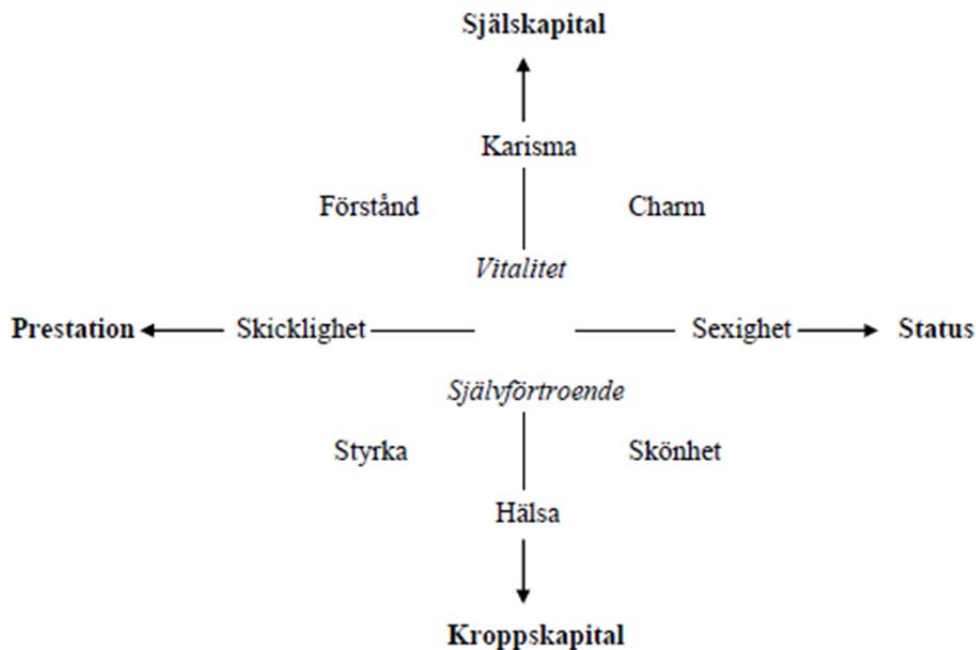 Själskapital
Karisma
Förstånd Charm
Vitalitet
Prestation Skicklighet Sexighet Status
Självförtroende
Styrka Skönhet
Hälsa
Kroppskapital